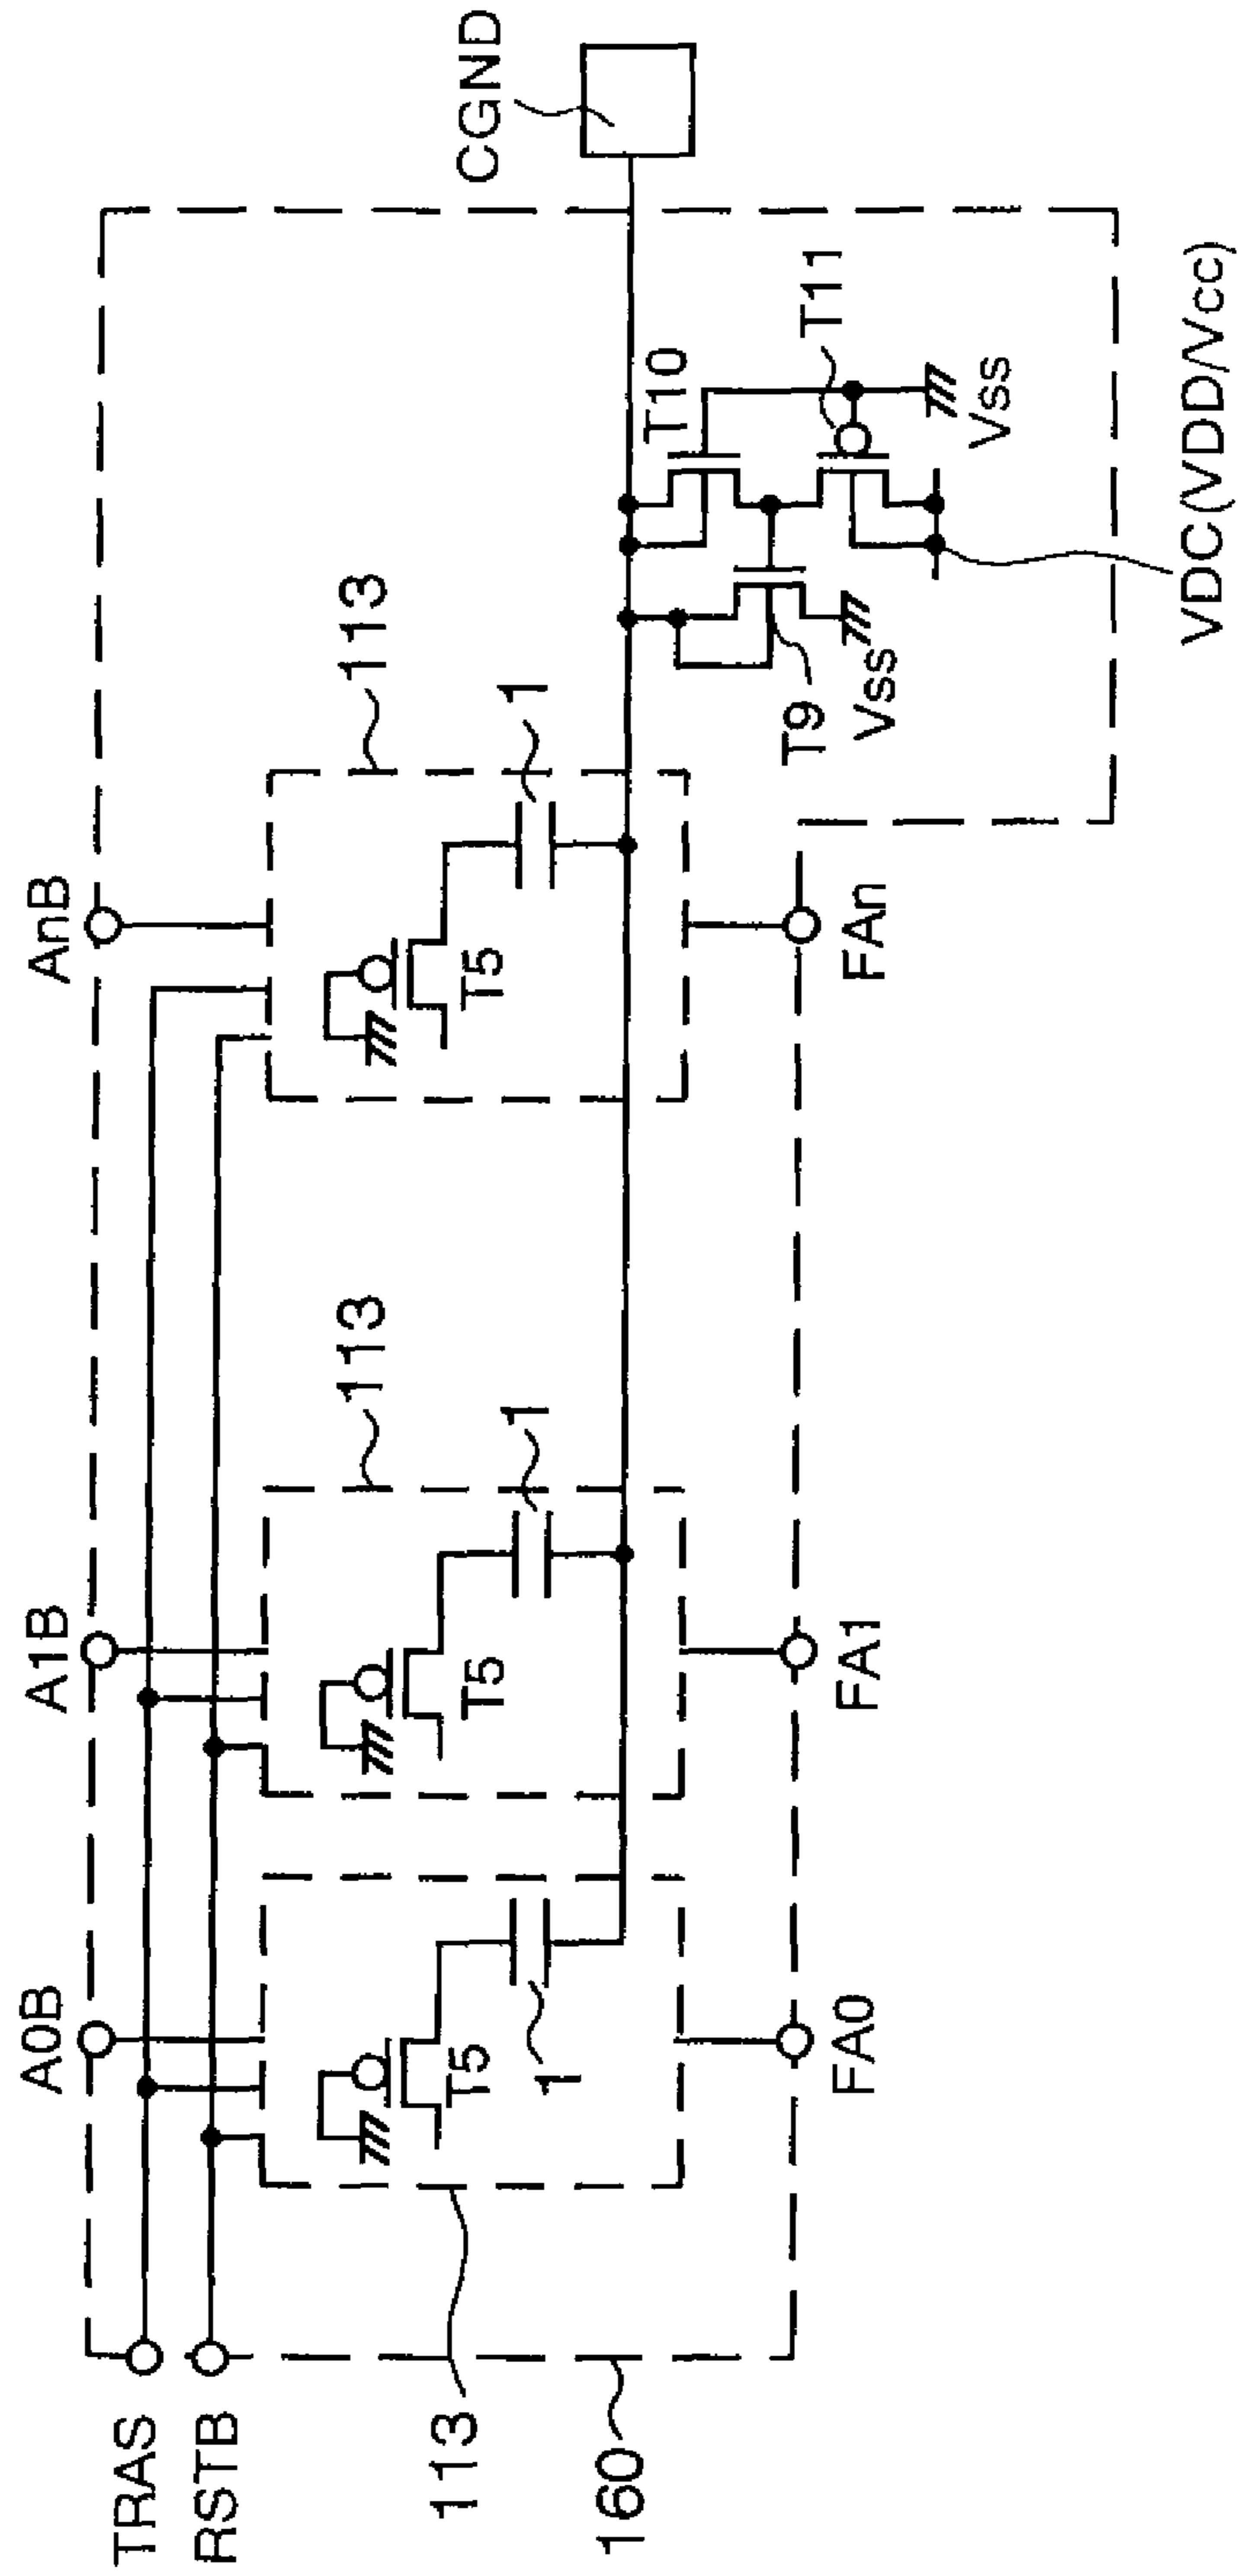 A0B
A1B
AnB
CGND
TRAS
RSTB
113
113
113
160
T5
T5
T5
1
1
1
T10
T11
T9
Vss
Vss
VDC(VDD/Vcc)
FA0
FA1
FAn